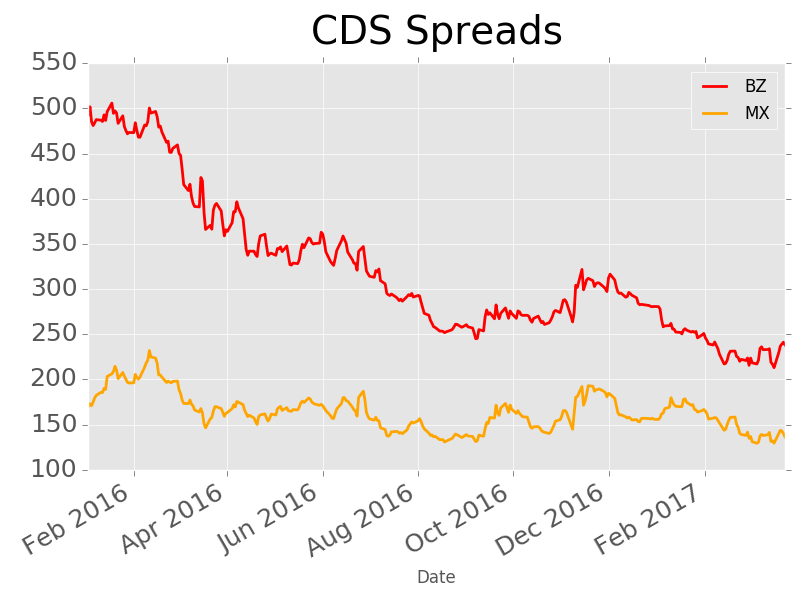 CDS Spreads
550
500
450
400
350
300
250
200
150
100
BZ
MX
Feb 2016
Apr 2016
Jun 2016
Aug 2016
Oct 2016
Dec 2016
Feb 2017
Date